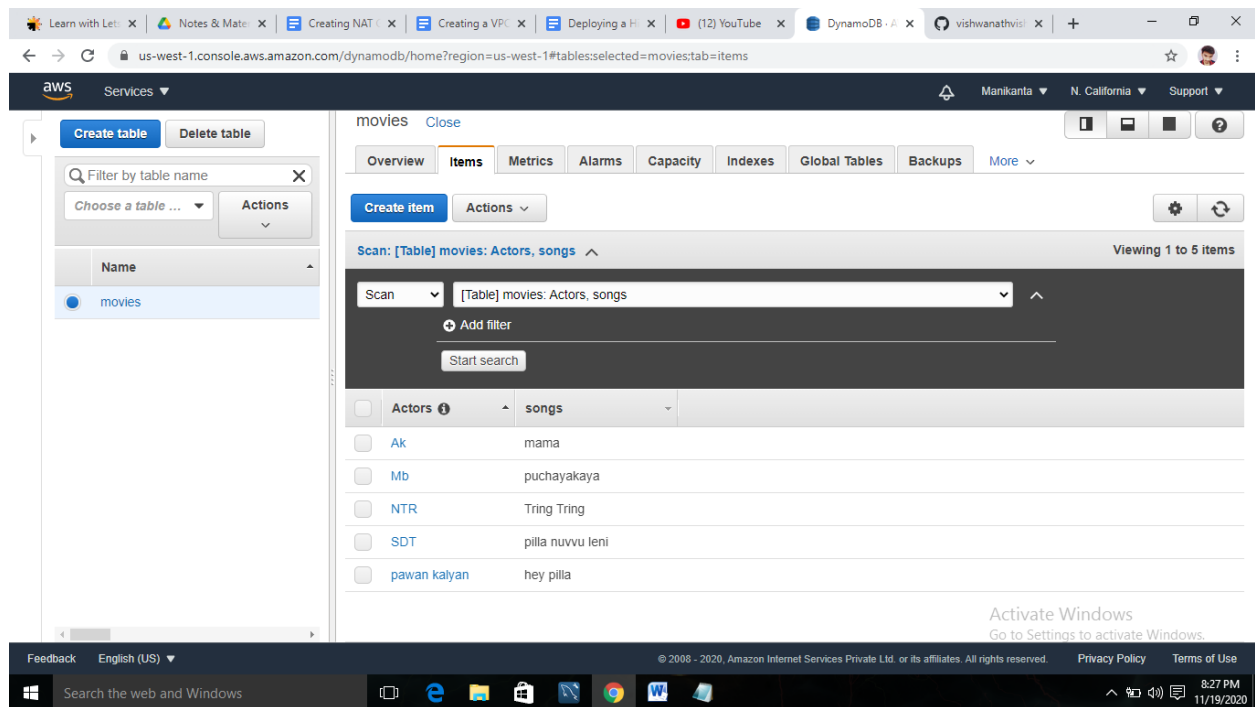 Learn with Lets
Notes & Mater
Creating NAT
Creating a VPC
Deploying a Hi
(12) YouTube
DynamoDB · A
vishwanathvis
us-west-1.console.aws.amazon.com/dynamodb/home?region=us-west-1#tables:selected=movies;tab=items
aws
Services
Manikanta
N. California
Support
Create table
Delete table
Filter by table name
Choose a table ...
Actions
Name
movies
movies Close
Overview Items Metrics Alarms Capacity Indexes Global Tables Backups More
Create item
Actions
Scan: [Table] movies: Actors, songs
Viewing 1 to 5 items
Scan
[Table] movies: Actors, songs
Add filter
Start search
Actors songs
Ak mama
Mb puchayakaya
NTR Tring Tring
SDT pilla nuvvu leni
pawan kalyan hey pilla
Activate Windows
Go to Settings to activate Windows.
Feedback
English (US)
© 2008 - 2020, Amazon Internet Services Private Ltd. or its affiliates. All rights reserved.
Privacy Policy
Terms of Use
Search the web and Windows
8:27 PM
11/19/2020